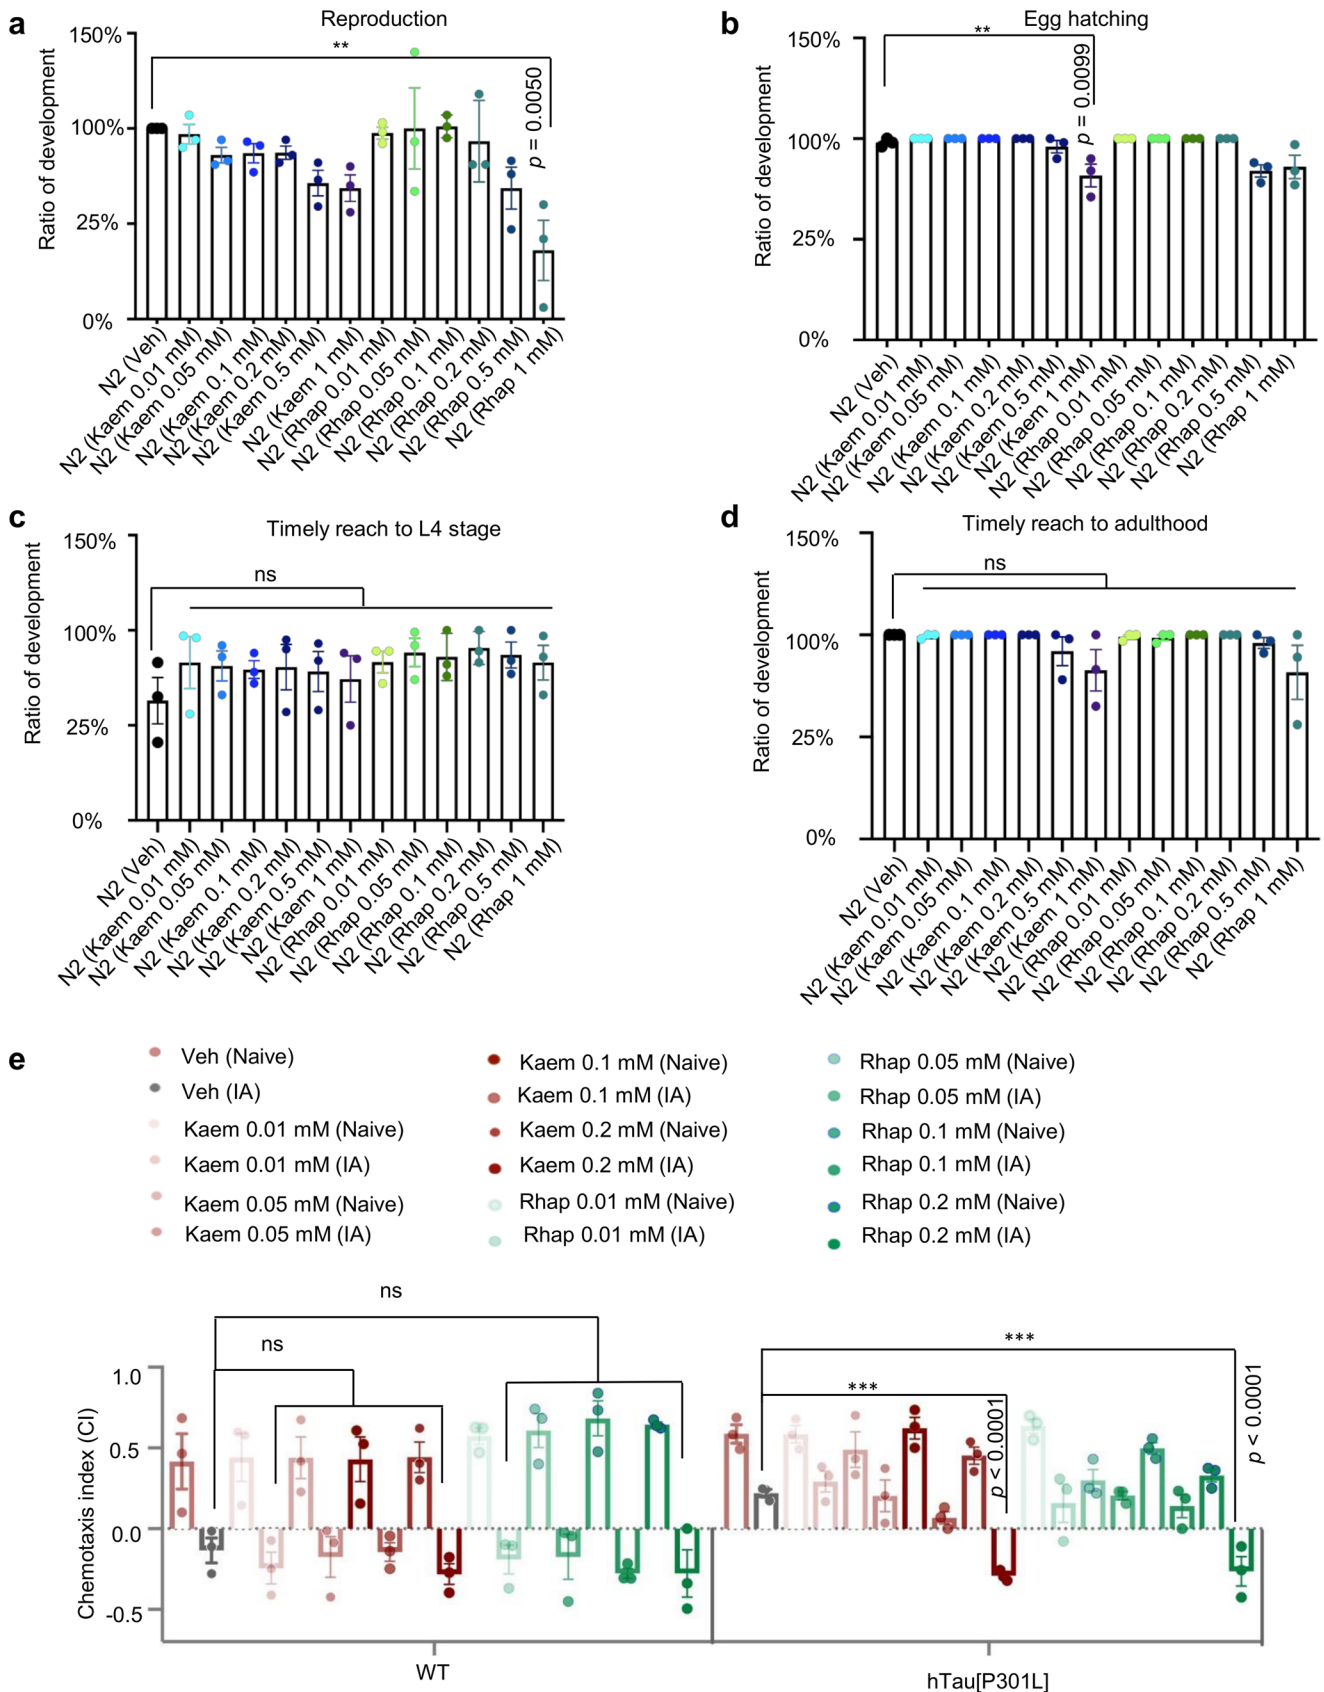 a
Reproduction
150%
100%
25%
0%
Ratio of development
**
p = 0.0050
N2 (Veh)
N2 (Kaem 0.01 mM)
N2 (Kaem 0.05 mM)
N2 (Kaem 0.1 mM)
N2 (Kaem 0.2 mM)
N2 (Kaem 0.5 mM)
N2 (Kaem 1 mM)
N2 (Rhap 0.01 mM)
N2 (Rhap 0.05 mM)
N2 (Rhap 0.1 mM)
N2 (Rhap 0.2 mM)
N2 (Rhap 0.5 mM)
N2 (Rhap 1 mM)
b
Egg hatching
150%
100%
25%
0%
Ratio of development
**
p = 0.0099
N2 (Veh)
N2 (Kaem 0.01 mM)
N2 (Kaem 0.05 mM)
N2 (Kaem 0.1 mM)
N2 (Kaem 0.2 mM)
N2 (Kaem 0.5 mM)
N2 (Kaem 1 mM)
N2 (Rhap 0.01 mM)
N2 (Rhap 0.05 mM)
N2 (Rhap 0.1 mM)
N2 (Rhap 0.2 mM)
N2 (Rhap 0.5 mM)
N2 (Rhap 1 mM)
c
Timely reach to L4 stage
150%
100%
25%
0%
Ratio of development
ns
N2 (Veh)
N2 (Kaem 0.01 mM)
N2 (Kaem 0.05 mM)
N2 (Kaem 0.1 mM)
N2 (Kaem 0.2 mM)
N2 (Kaem 0.5 mM)
N2 (Kaem 1 mM)
N2 (Rhap 0.01 mM)
N2 (Rhap 0.05 mM)
N2 (Rhap 0.1 mM)
N2 (Rhap 0.2 mM)
N2 (Rhap 0.5 mM)
N2 (Rhap 1 mM)
d
Timely reach to adulthood
150%
100%
25%
0%
Ratio of development
ns
N2 (Veh)
N2 (Kaem 0.01 mM)
N2 (Kaem 0.05 mM)
N2 (Kaem 0.1 mM)
N2 (Kaem 0.2 mM)
N2 (Kaem 0.5 mM)
N2 (Kaem 1 mM)
N2 (Rhap 0.01 mM)
N2 (Rhap 0.05 mM)
N2 (Rhap 0.1 mM)
N2 (Rhap 0.2 mM)
N2 (Rhap 0.5 mM)
N2 (Rhap 1 mM)
e
Veh (Naive)
Veh (IA)
Kaem 0.01 mM (Naive)
Kaem 0.01 mM (IA)
Kaem 0.05 mM (Naive)
Kaem 0.05 mM (IA)
Kaem 0.1 mM (Naive)
Kaem 0.1 mM (IA)
Kaem 0.2 mM (Naive)
Kaem 0.2 mM (IA)
Rhap 0.01 mM (Naive)
Rhap 0.01 mM (IA)
Rhap 0.05 mM (Naive)
Rhap 0.05 mM (IA)
Rhap 0.1 mM (Naive)
Rhap 0.1 mM (IA)
Rhap 0.2 mM (Naive)
Rhap 0.2 mM (IA)
Chemotaxis index (CI)
1.0
0.5
0.0
-0.5
ns
ns
***
***
p < 0.0001
p < 0.0001
WT
hTau[P301L]